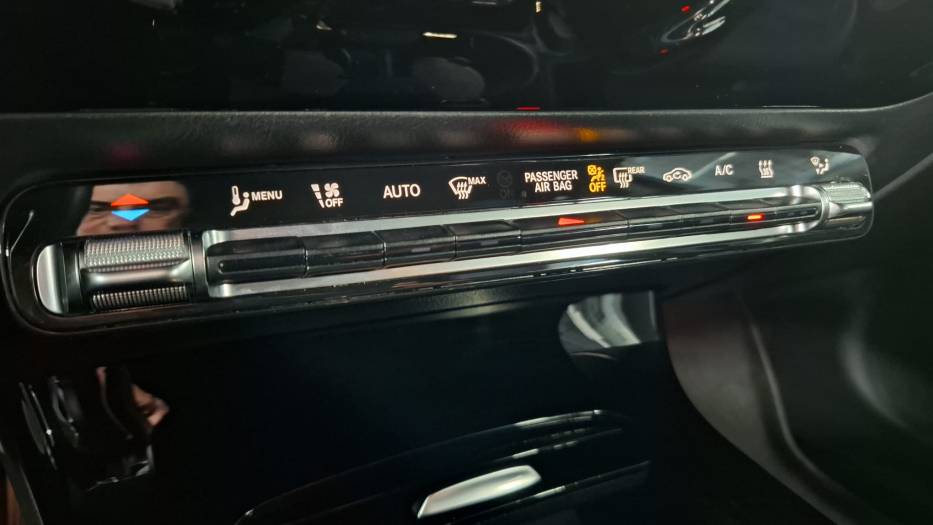 MENU
OFF
AUTO
MAX
PASSENGER
AIR BAG
OFF
REAR
A/C